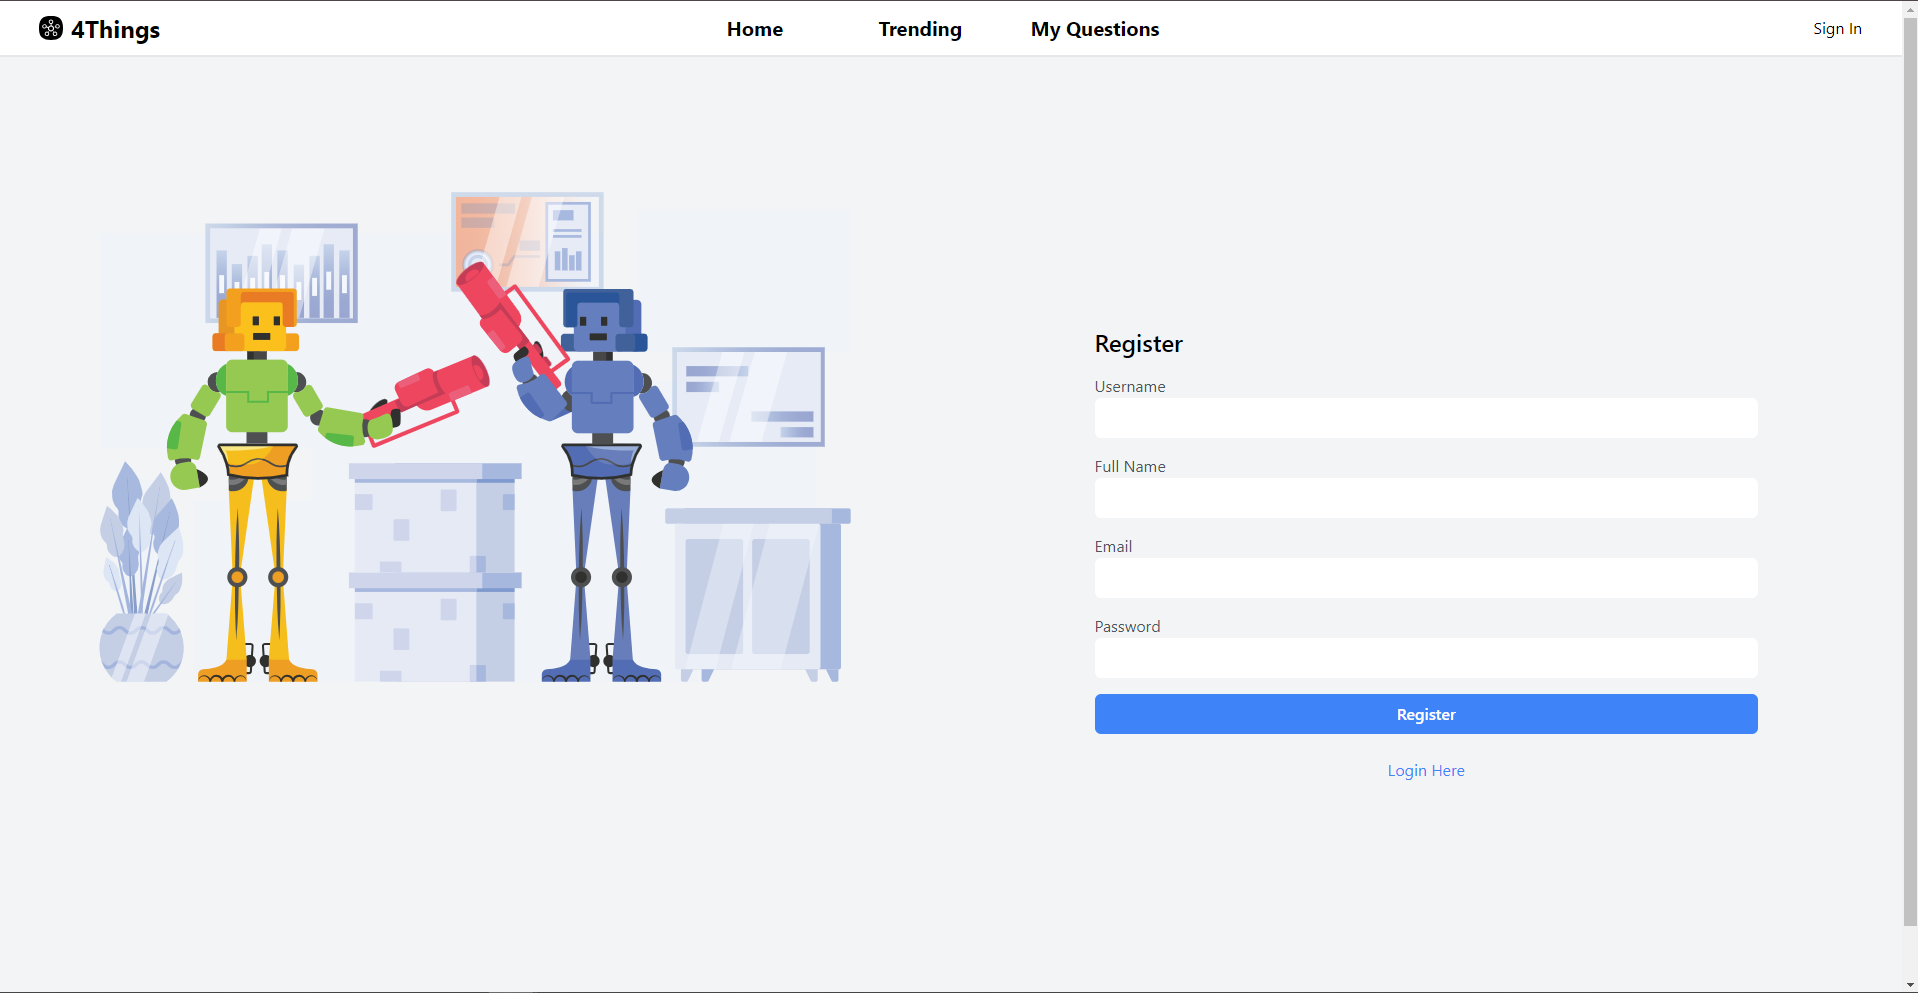 4Things
Home
Trending
My Questions
Sign In
Register
Username
Full Name
Email
Password
Register
Login Here